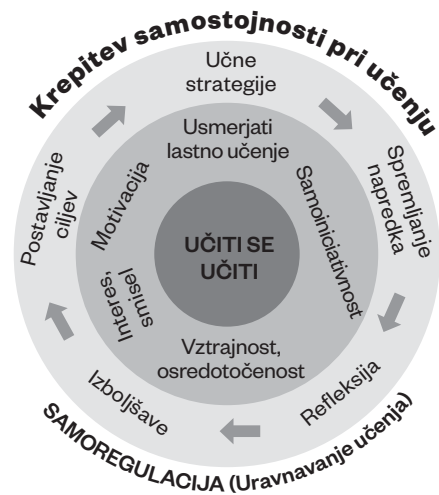 Krepitev samostojnosti pri učenju
Učne
strategije
Spremljanje
napredka
Refleksija
Izboljšave
Postavljanje
ciljev
Usmerjati
lastno učenje
Samoiniciativnost
Vztrajnost,
osredotočenost
Interes,
smisel
Motivacija
UČITI SE
UČITI
SAMOREGULACIJA (Uravnavanje učenja)